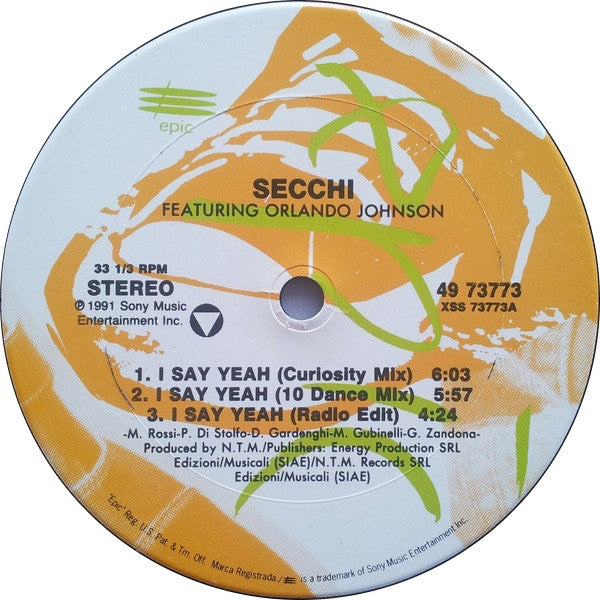 epic
SECCHI
FEATURING ORLANDO JOHNSON
33 1/3 RPM
STEREO
℗ 1991 Sony Music
Entertainment Inc.
49 73773
XSS 73773A
1. I SAY YEAH (Curiosity Mix) 6:03
2. I SAY YEAH (10 Dance Mix) 5:57
3. I SAY YEAH (Radio Edit) 4:24
-M. Rossi-P. Di Stolfo-D. Gardenghi-M. Gubinelli-G. Zandona-
Produced by N.T.M./Publishers: Energy Production SRL
Edizioni/Musicali (SIAE)/N.T.M. Records SRL
Edizioni/Musicali (SIAE)
"Epic" Reg. U.S. Pat. & Tm. Off. Marca Registrada./ is a trademark of Sony Music Entertainment Inc.